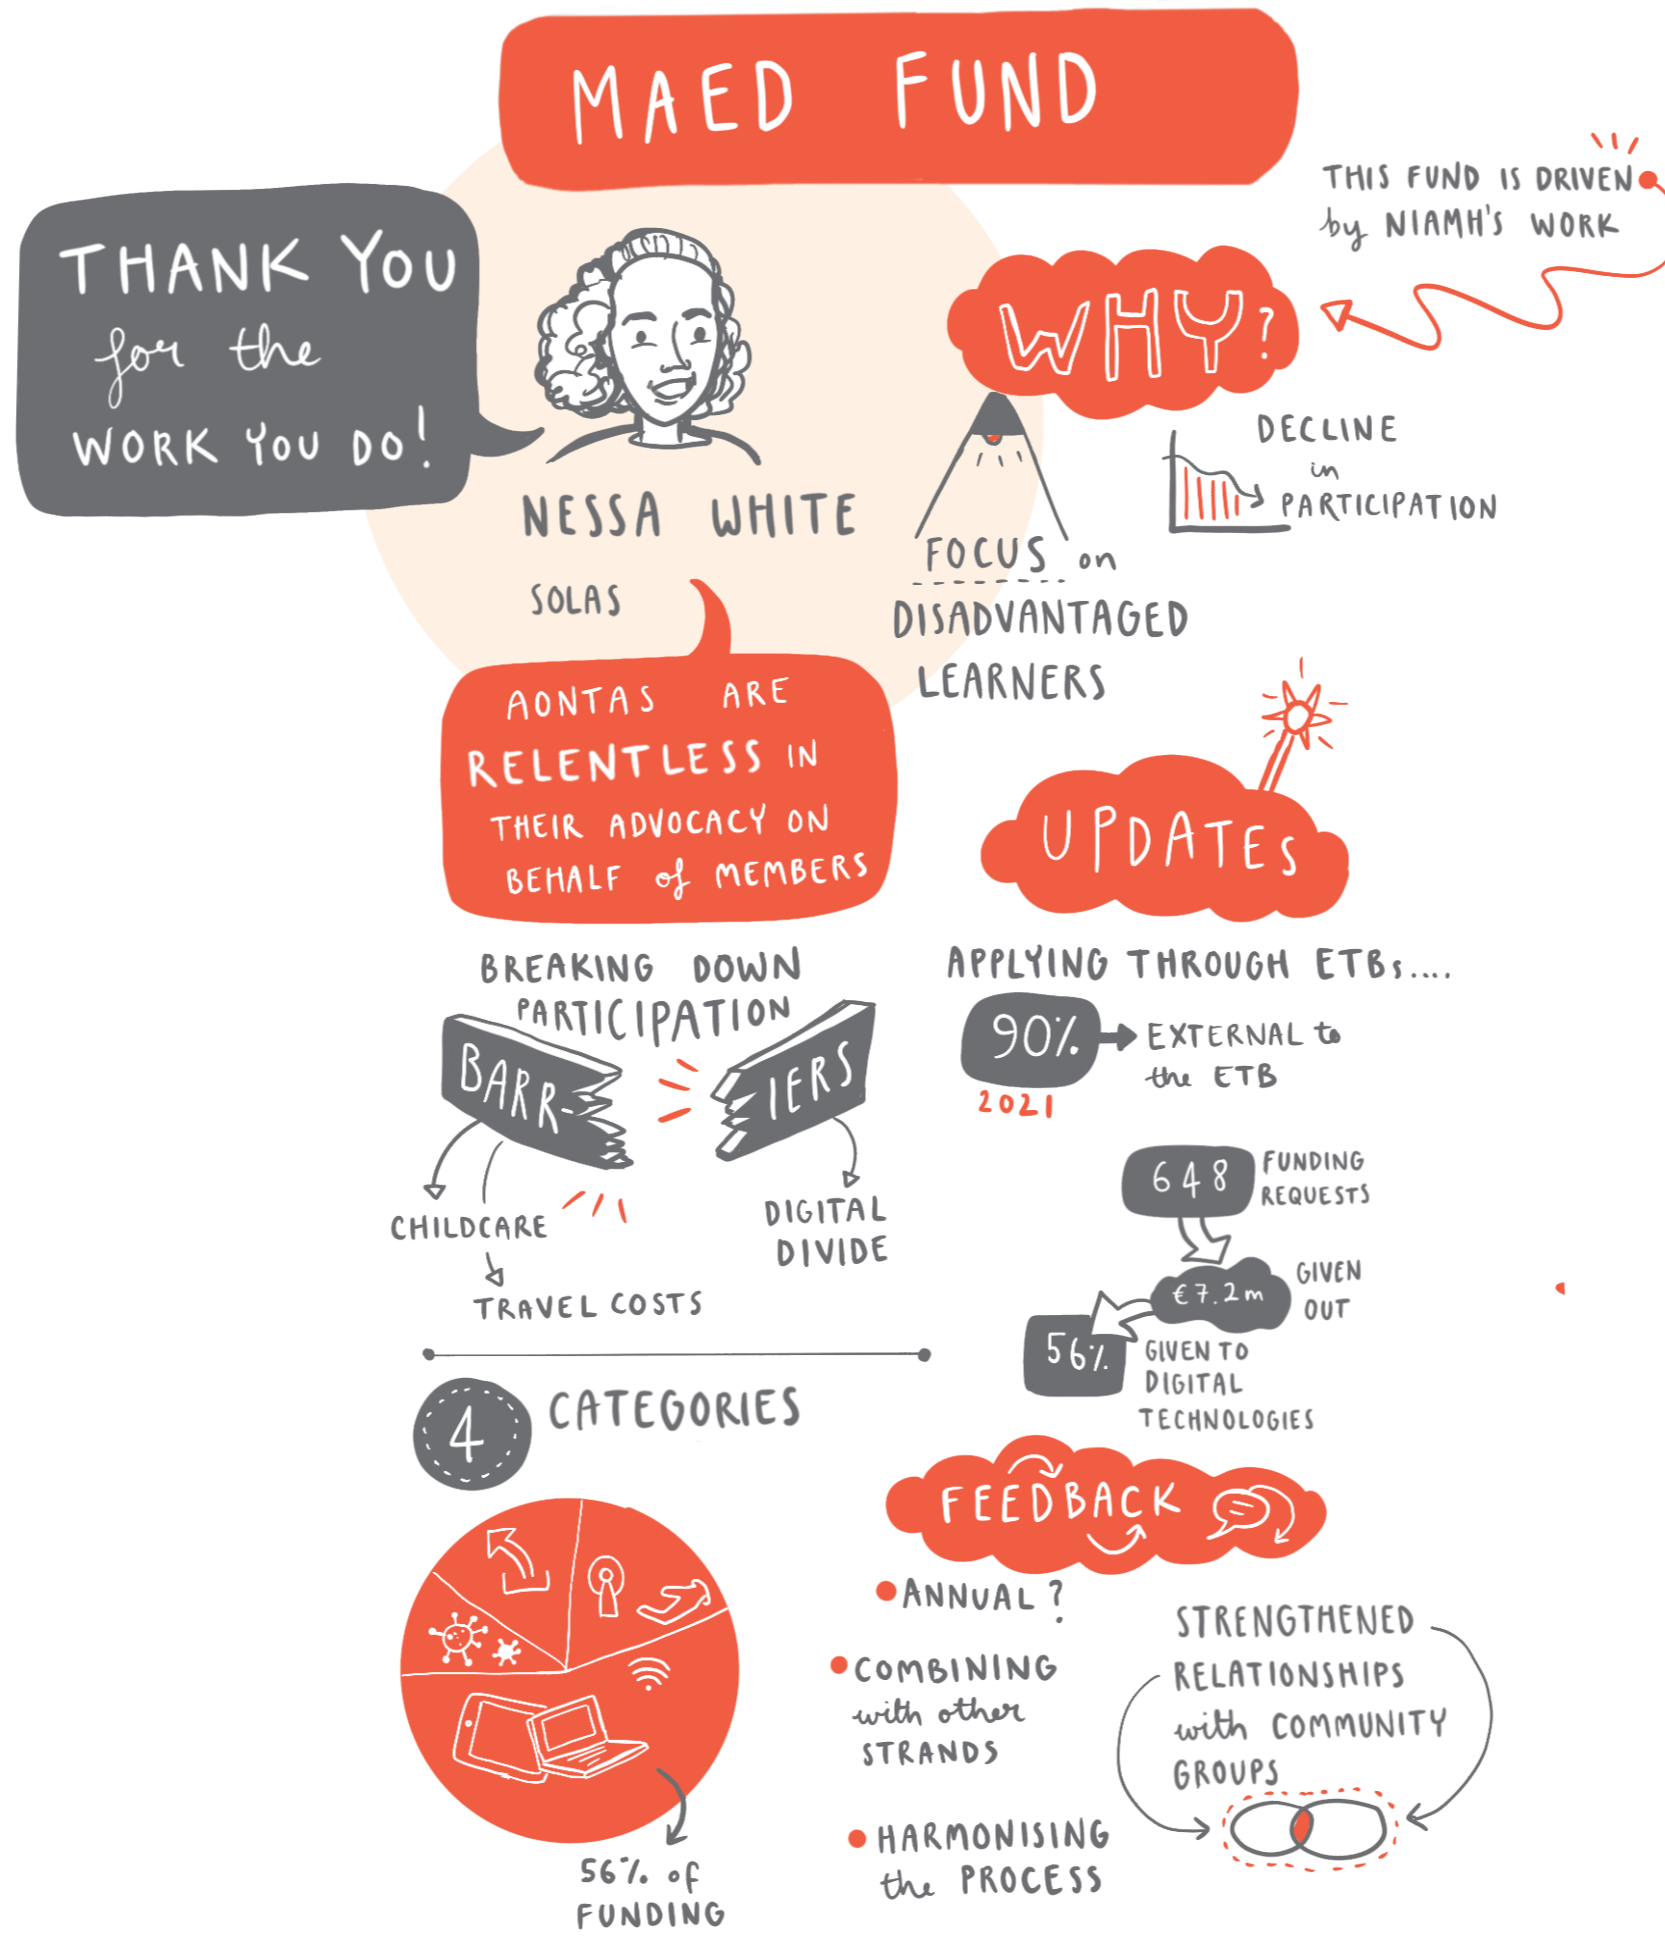 MAED FUND
THANK YOU
for the
WORK YOU DO!
NESSA WHITE
SOLAS
AONTAS ARE
RELENTLESS IN
THEIR ADVOCACY ON
BEHALF of MEMBERS
BREAKING DOWN
PARTICIPATION
BARR-
IERS
CHILDCARE
TRAVEL COSTS
DIGITAL
DIVIDE
4
CATEGORIES
56% of
FUNDING
THIS FUND IS DRIVEN
by NIAMH'S WORK
WHY?
DECLINE
in
PARTICIPATION
FOCUS on
DISADVANTAGED
LEARNERS
UPDATES
APPLYING THROUGH ETBs....
90%
2021
EXTERNAL to
the ETB
648
FUNDING
REQUESTS
€7.2m
GIVEN
OUT
56%
GIVEN TO
DIGITAL
TECHNOLOGIES
FEEDBACK
ANNUAL?
COMBINING
with other
STRANDS
HARMONISING
the PROCESS
STRENGTHENED
RELATIONSHIPS
with COMMUNITY
GROUPS